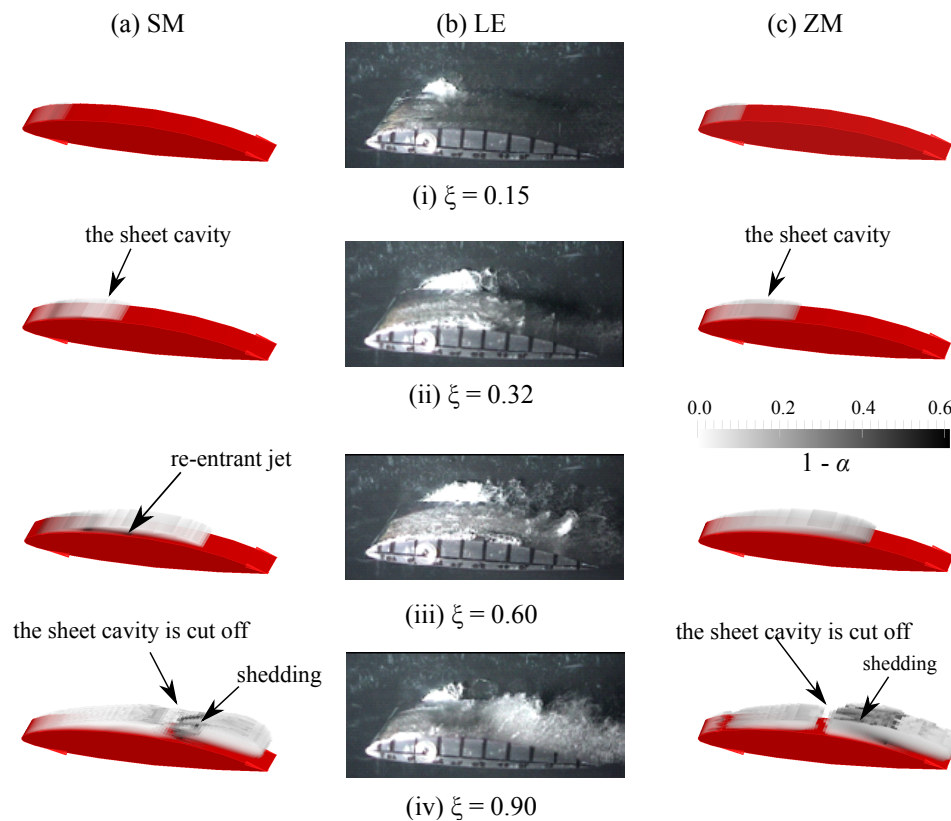 (a) SM
(b) LE
(c) ZM
(i) ξ = 0.15
the sheet cavity
the sheet cavity
(ii) ξ = 0.32
0.0 0.2 0.4 0.6
1 - α
re-entrant jet
(iii) ξ = 0.60
the sheet cavity is cut off
shedding
the sheet cavity is cut off
shedding
(iv) ξ = 0.90